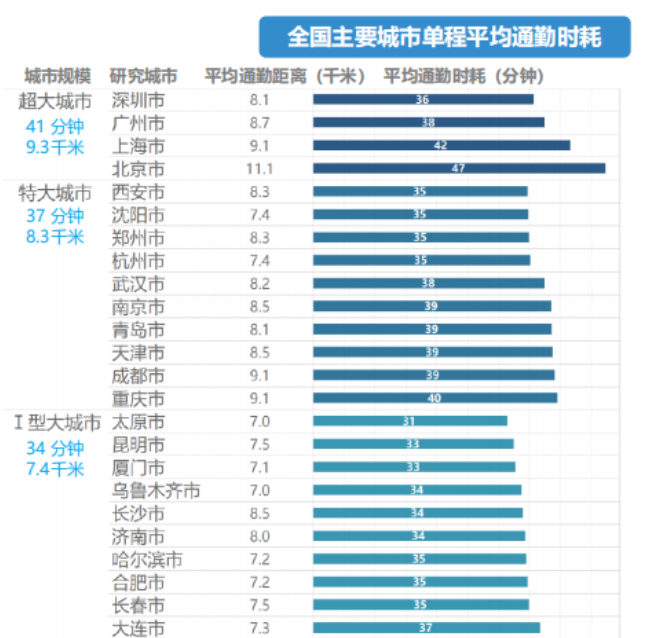 全国主要城市单程平均通勤时耗
城市规模 研究城市 平均通勤距离（千米） 平均通勤时耗（分钟）
超大城市 深圳市 8.1 36
41 分钟 广州市 8.7 38
9.3千米 上海市 9.1 42
北京市 11.1 47
特大城市 西安市 8.3 35
37 分钟 沈阳市 7.4 35
8.3千米 郑州市 8.3 35
杭州市 7.4 35
武汉市 8.2 38
南京市 8.5 39
青岛市 8.1 39
天津市 8.5 39
成都市 9.1 39
重庆市 9.1 40
Ⅰ型大城市 太原市 7.0 31
34 分钟 昆明市 7.5 33
7.4千米 厦门市 7.1 33
乌鲁木齐市 7.0 34
长沙市 8.5 34
济南市 8.0 34
哈尔滨市 7.2 35
合肥市 7.2 35
长春市 7.5 35
大连市 7.3 37